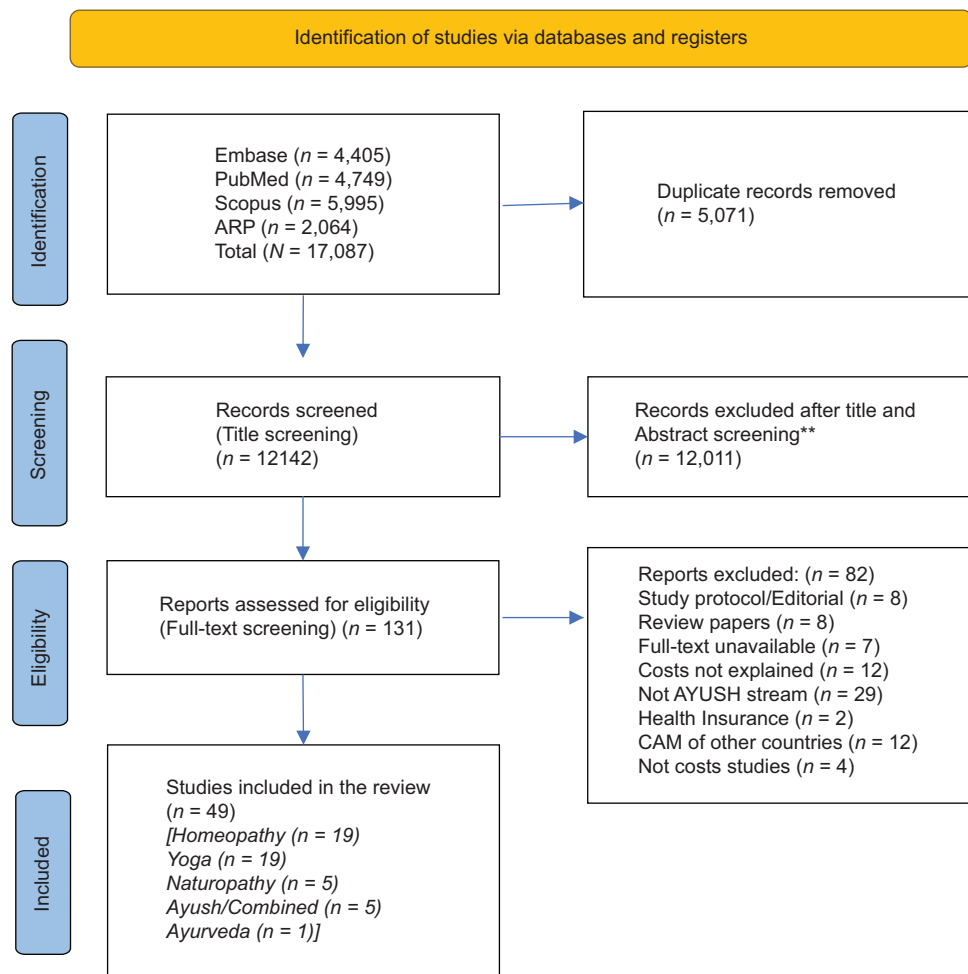 Identification of studies via databases and registers
Identification
Embase (n = 4,405)
PubMed (n = 4,749)
Scopus (n = 5,995)
ARP (n = 2,064)
Total (N = 17,087)
Duplicate records removed
(n = 5,071)
Screening
Records screened
(Title screening)
(n = 12142)
Records excluded after title and
Abstract screening**
(n = 12,011)
Eligibility
Reports assessed for eligibility
(Full-text screening) (n = 131)
Reports excluded: (n = 82)
Study protocol/Editorial (n = 8)
Review papers (n = 8)
Full-text unavailable (n = 7)
Costs not explained (n = 12)
Not AYUSH stream (n = 29)
Health Insurance (n = 2)
CAM of other countries (n = 12)
Not costs studies (n = 4)
Included
Studies included in the review
(n = 49)
[Homeopathy (n = 19)
Yoga (n = 19)
Naturopathy (n = 5)
Ayush/Combined (n = 5)
Ayurveda (n = 1)]